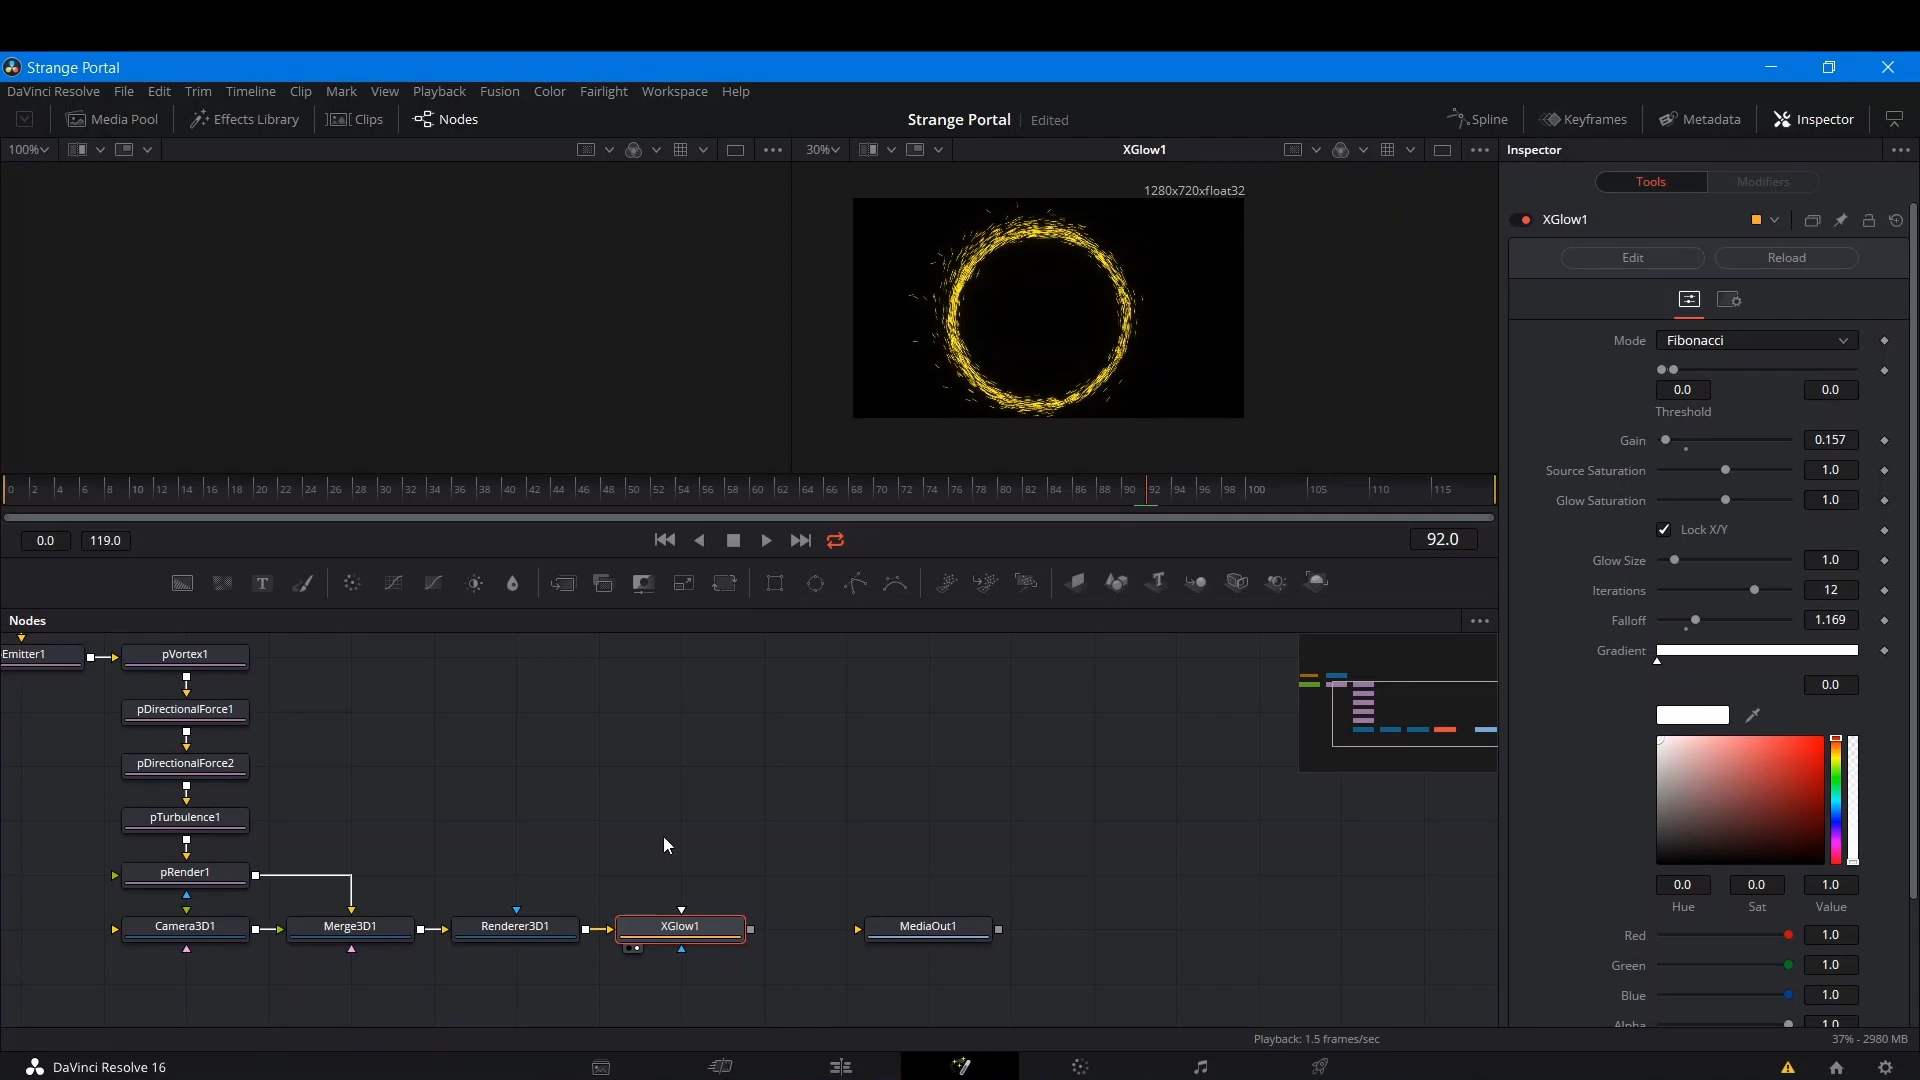 Strange Portal
DaVinci Resolve File Edit Trim Timeline Clip Mark View Playback Fusion Color Fairlight Workspace Help
Media Pool Effects Library Clips Nodes Strange Portal Edited Spline Keyframes Metadata Inspector
100% 30% XGlow1 Inspector
1280x720xfloat32
Tools Modifiers
XGlow1
Edit Reload
Mode Fibonacci
0.0 0.0
Threshold
Gain 0.157
Source Saturation 1.0
Glow Saturation 1.0
Lock X/Y
Glow Size 1.0
Iterations 12
Falloff 1.169
Gradient
0.0
0.0 0.0 1.0
Hue Sat Value
Red 1.0
Green 1.0
Blue 1.0
Alpha 1.0
0 2 4 6 8 10 12 14 16 18 20 22 24 26 28 30 32 34 36 38 40 42 44 46 48 50 52 54 56 58 60 62 64 66 68 70 72 74 76 78 80 82 84 86 88 90 92 94 96 98 100 105 110 115
0.0 119.0 92.0
T
Nodes
Emitter1 pVortex1
pDirectionalForce1
pDirectionalForce2
pTurbulence1
pRender1
Camera3D1 Merge3D1 Renderer3D1 XGlow1 MediaOut1
Playback: 1.5 frames/sec 37% - 2980 MB
DaVinci Resolve 16